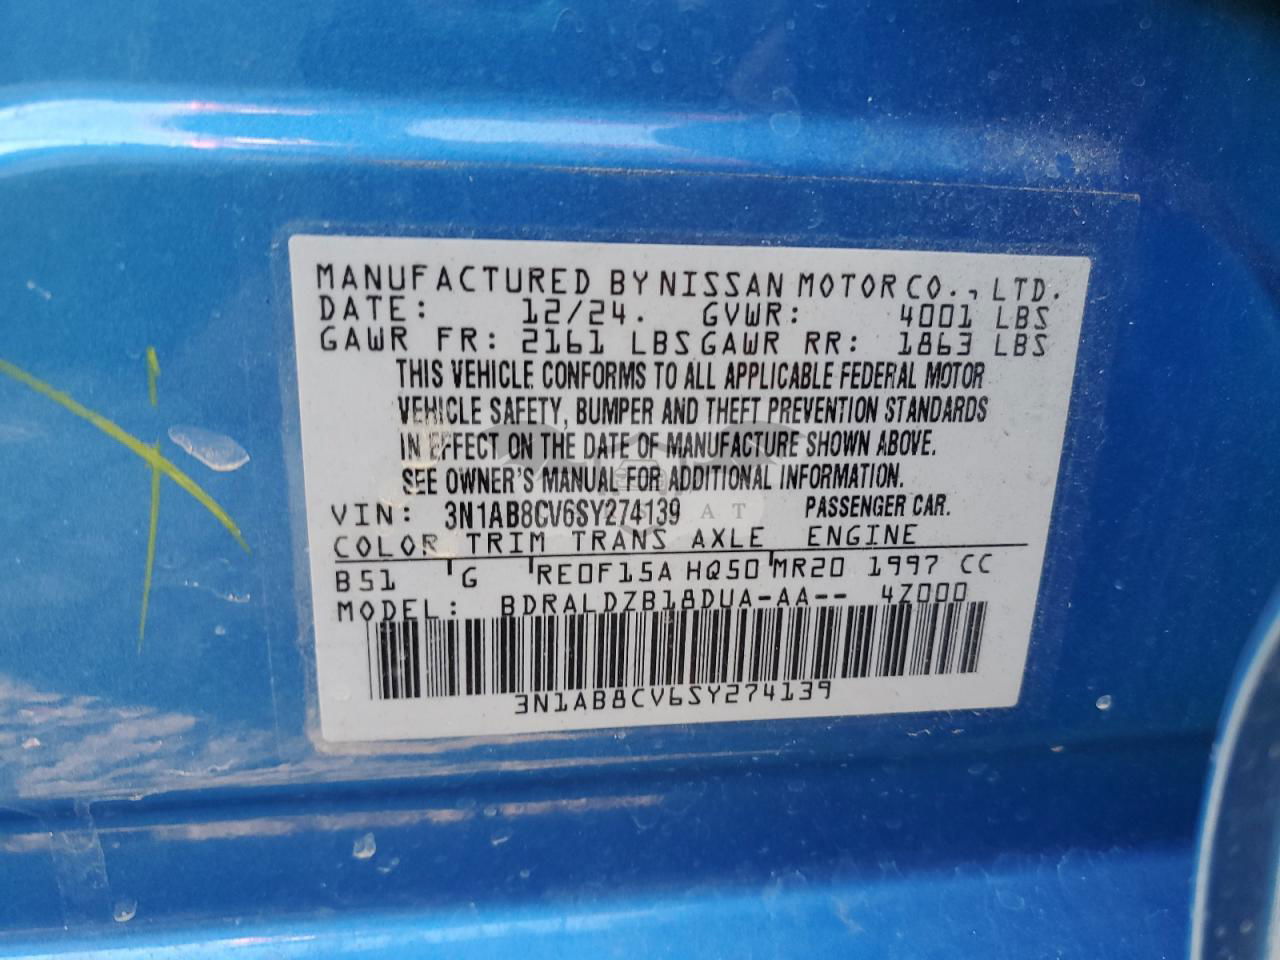 MANUFACTURED BY NISSAN MOTOR CO., LTD.
DATE: 12/24. GVWR: 4001 LBS
GAWR FR: 2161 LBS GAWR RR: 1863 LBS
THIS VEHICLE CONFORMS TO ALL APPLICABLE FEDERAL MOTOR
VEHICLE SAFETY, BUMPER AND THEFT PREVENTION STANDARDS
IN EFFECT ON THE DATE OF MANUFACTURE SHOWN ABOVE.
SEE OWNER'S MANUAL FOR ADDITIONAL INFORMATION.
VIN: 3N1AB8CV6SY274139 PASSENGER CAR.
COLOR TRIM TRANS AXLE ENGINE
B51 G RE0F15A HQ50 MR20 1997 CC
MODEL: BDRALDZB18DUA-AA-- 4Z000
3N1AB8CV6SY274139